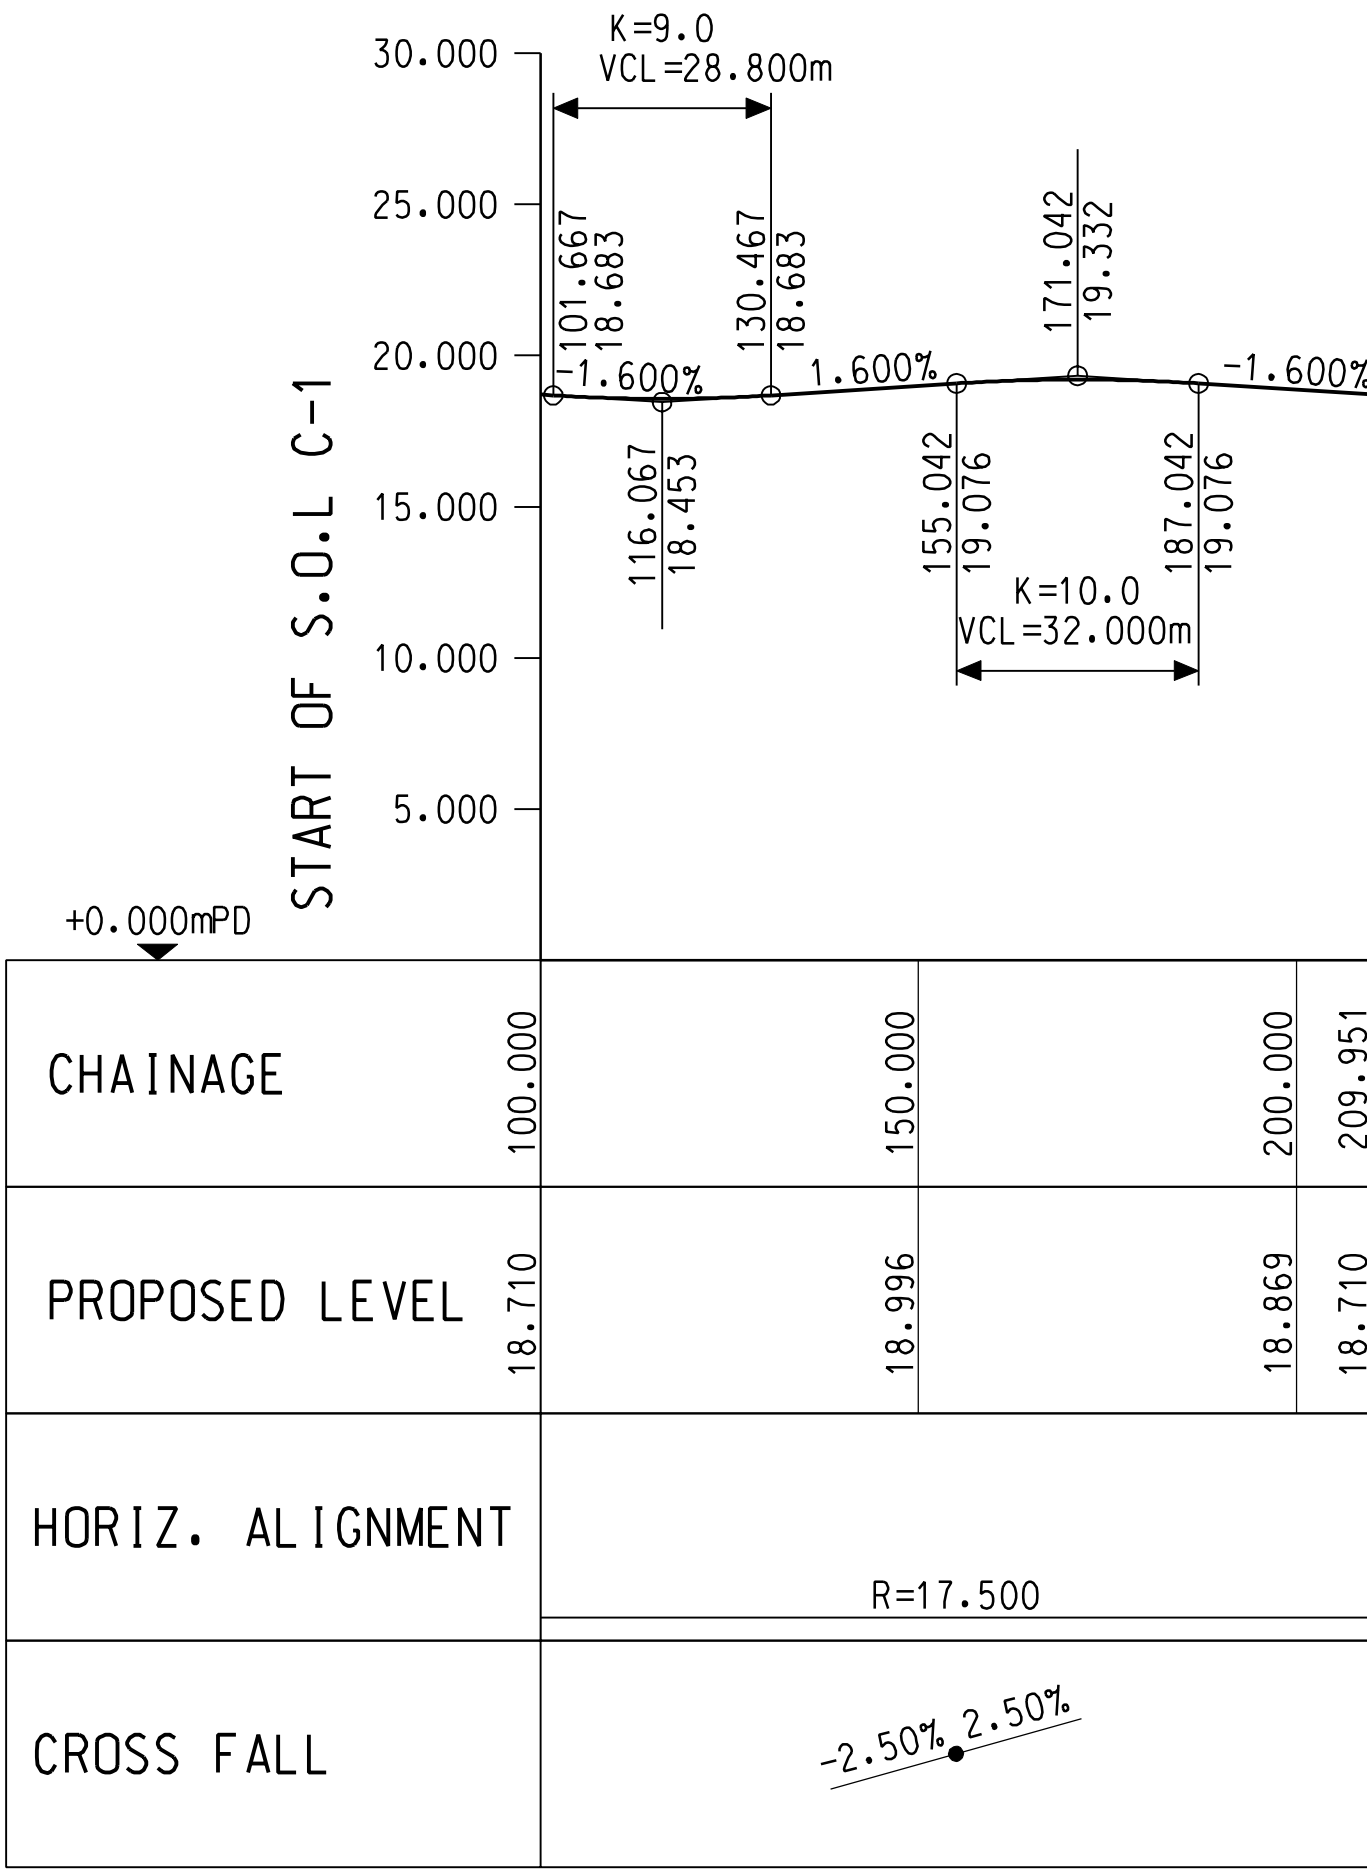 K=9.0
VCL=28.800m
30.000
25.000
20.000
15.000
10.000
5.000
START OF S.O.L C-1
+0.000mPD
101.667
18.683
130.467
18.683
171.042
19.332
-1.600%
1.600%
-1.600%
116.067
18.453
155.042
19.076
187.042
19.076
K=10.0
VCL=32.000m
CHAINAGE
100.000
150.000
200.000
209.951
PROPOSED LEVEL
18.710
18.996
18.869
18.710
HORIZ. ALIGNMENT
R=17.500
CROSS FALL
-2.50% 2.50%